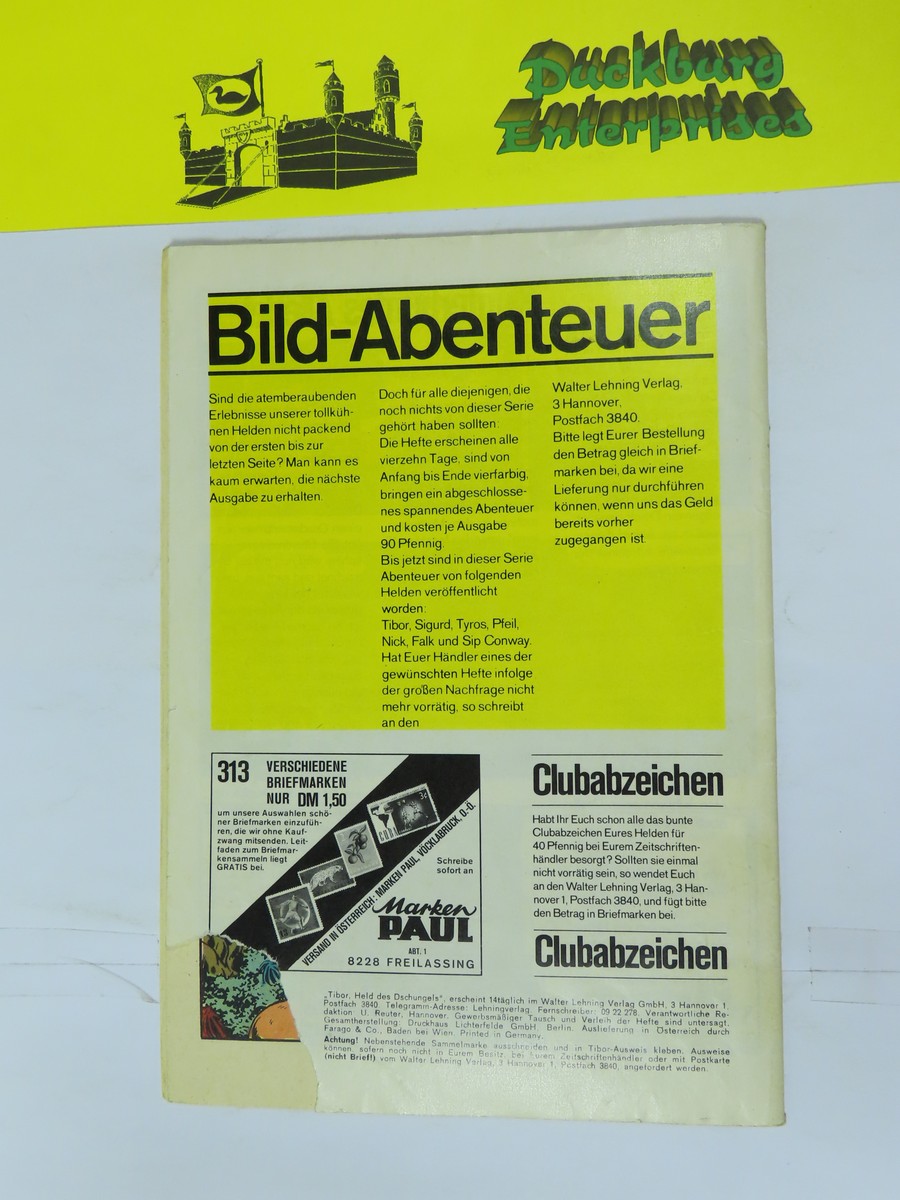 Duckburg
Enterprises
Bild-Abenteuer
Sind die atemberaubenden
Erlebnisse unserer tollküh-
nen Helden nicht packend
von der ersten bis zur
letzten Seite? Man kann es
kaum erwarten, die nächste
Ausgabe zu erhalten.
Doch für alle diejenigen, die
noch nichts von dieser Serie
gehört haben sollten:
Die Hefte erscheinen alle
vierzehn Tage, sind von
Anfang bis Ende vierfarbig,
bringen ein abgeschlosse-
nes spannendes Abenteuer
und kosten je Ausgabe
90 Pfennig.
Bis jetzt sind in dieser Serie
Abenteuer von folgenden
Helden veröffentlicht
worden:
Tibor, Sigurd, Tyros, Pfeil,
Nick, Falk und Sip Conway.
Hat Euer Händler eines der
gewünschten Hefte infolge
der großen Nachfrage nicht
mehr vorrätig, so schreibt
an den
Walter Lehning Verlag,
3 Hannover,
Postfach 3840.
Bitte legt Eurer Bestellung
den Betrag gleich in Brief-
marken bei, da wir eine
Lieferung nur durchführen
können, wenn uns das Geld
bereits vorher
zugegangen ist.
313 VERSCHIEDENE
BRIEFMARKEN
NUR DM 1,50
um unsere Auswahlen schö-
ner Briefmarken einzufüh-
ren, die wir ohne Kauf-
zwang mitsenden. Leit-
faden zum Briefmar-
kensammeln liegt
GRATIS bei.
VERSAND IN ÖSTERREICH: MARKEN PAUL, VÖCKLABRUCK, O.-Ö.
Schreibe
sofort an
Marken
PAUL
ABT. 1
8228 FREILASSING
Clubabzeichen
Habt Ihr Euch schon alle das bunte
Clubabzeichen Eures Helden für
40 Pfennig bei Eurem Zeitschriften-
händler besorgt? Sollten sie einmal
nicht vorrätig sein, so wendet Euch
an den Walter Lehning Verlag, 3 Han-
nover 1, Postfach 3840, und fügt bitte
den Betrag in Briefmarken bei.
Clubabzeichen
„Tibor, Held des Dschungels", erscheint 14täglich im Walter Lehning Verlag GmbH, 3 Hannover 1,
Postfach 3840. Telegramm-Adresse: Lehningverlag, Fernschreiber: 09 22 278. Verantwortliche Re-
daktion U. Reuter, Hannover. Gewerbsmäßiger Tausch und Verleih der Hefte sind untersagt.
Gesamtherstellung: Druckhaus Lichterfelde GmbH, Berlin. Auslieferung in Österreich durch
Farago & Co., Baden bei Wien. Printed in Germany.
Achtung! Nebenstehende Sammelmarke ausschneiden und in Tibor-Ausweis kleben. Ausweise
können, sofern noch nicht in Eurem Besitz, bei Eurem Zeitschriftenhändler oder mit Postkarte
(nicht Brief!) vom Walter Lehning Verlag, 3 Hannover 1, Postfach 3840, angefordert werden.